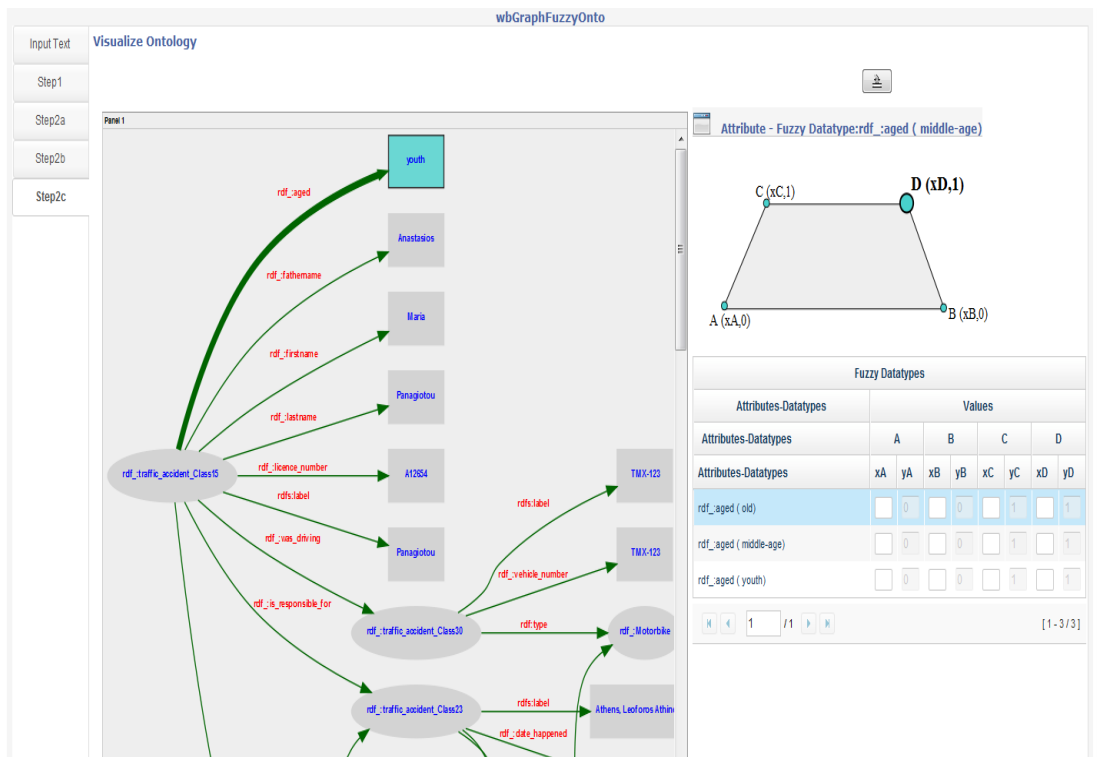 wbGraphFuzzyOnto
Input Text
Step1
Step2a
Step2b
Step2c
Visualize Ontology
Panel 1
youth
rdf_:aged
Anastasios
rdf_:fathername
Maria
rdf_:firstname
Panagiotou
rdf_:lastname
rdf_:traffic_accident_Class15
rdf_:licence_number
A12654
TMX-123
rdfs:label
rdfs:label
rdf_:was_driving
Panagiotou
TMX-123
rdf_:vehicle_number
rdf_:is_responsible_for
rdf_:traffic_accident_Class30
rdf:type
rdf_:Motorbike
rdf_:traffic_accident_Class23
rdfs:label
Athens, Leoforos Athin
rdf_:date_happened
Attribute - Fuzzy Datatype:rdf_:aged ( middle-age)
C (xC,1)
D (xD,1)
A (xA,0)
B (xB,0)
Fuzzy Datatypes
Attributes-Datatypes Values
Attributes-Datatypes A B C D
Attributes-Datatypes xA yA xB yB xC yC xD yD
rdf_:aged ( old) 0 0 1 1
rdf_:aged ( middle-age) 0 0 1 1
rdf_:aged ( youth) 0 0 1 1
1 /1 [1 - 3 / 3]